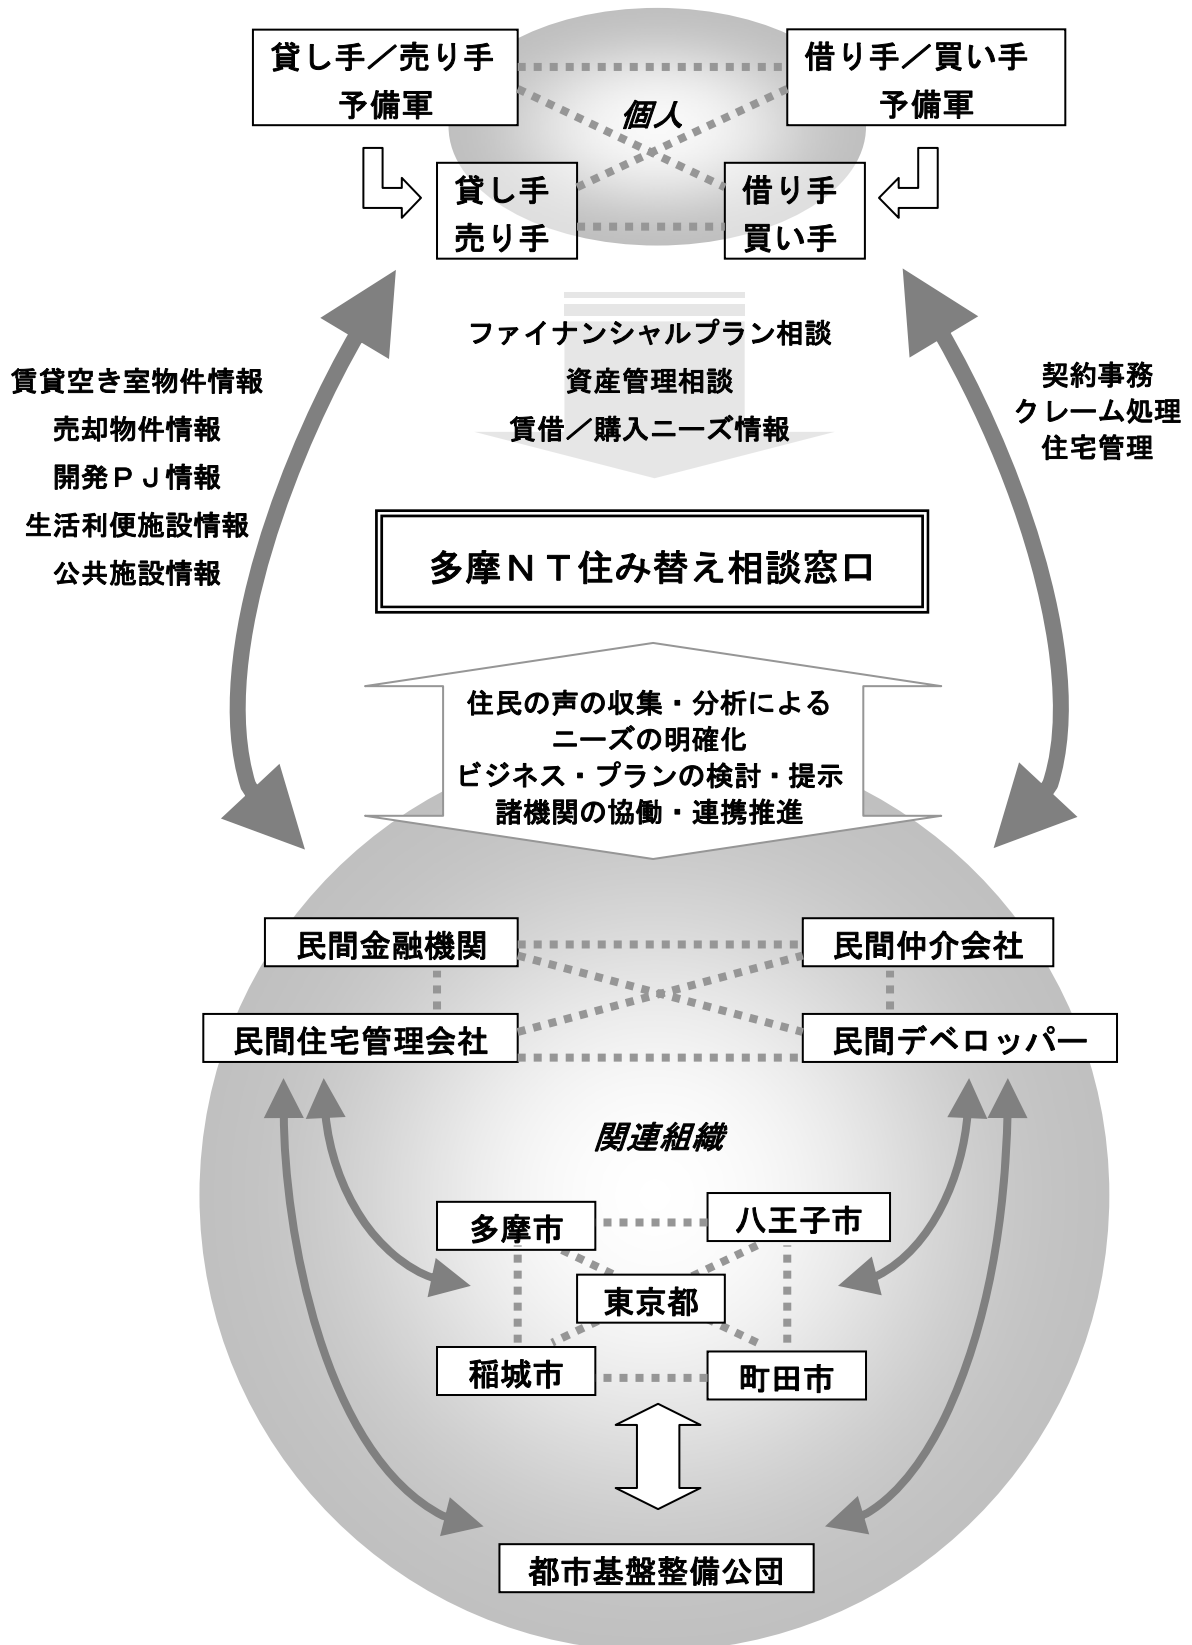 貸し手／売り手
予備軍
借り手／買い手
予備軍
個人
貸し手
売り手
借り手
買い手
ファイナンシャルプラン相談
資産管理相談
賃借／購入ニーズ情報
賃貸空き室物件情報
売却物件情報
開発ＰＪ情報
生活利便施設情報
公共施設情報
契約事務
クレーム処理
住宅管理
多摩ＮＴ住み替え相談窓口
住民の声の収集・分析による
ニーズの明確化
ビジネス・プランの検討・提示
諸機関の協働・連携推進
民間金融機関
民間仲介会社
民間住宅管理会社
民間デベロッパー
関連組織
多摩市
八王子市
東京都
稲城市
町田市
都市基盤整備公団